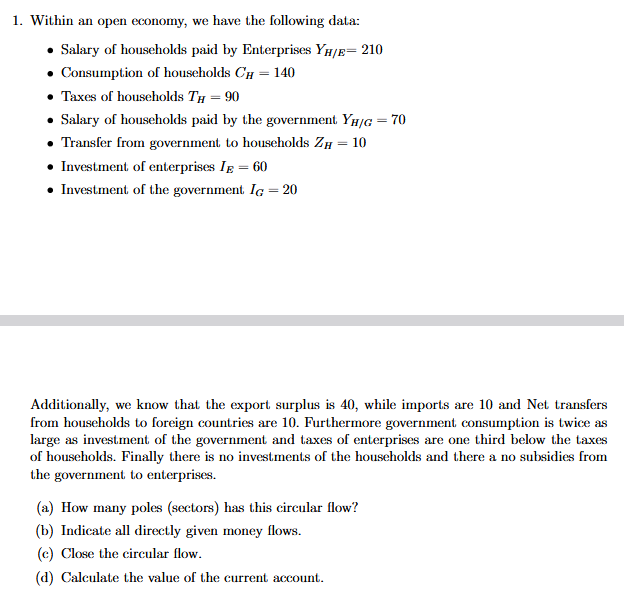 1. Within an open economy, we have the following data:
• Salary of households paid by Enterprises Y_{H/E}= 210
• Consumption of households C_H = 140
• Taxes of households T_H = 90
• Salary of households paid by the government Y_{H/G} = 70
• Transfer from government to households Z_H = 10
• Investment of enterprises I_E = 60
• Investment of the government I_G = 20
Additionally, we know that the export surplus is 40, while imports are 10 and Net transfers
from households to foreign countries are 10. Furthermore government consumption is twice as
large as investment of the government and taxes of enterprises are one third below the taxes
of households. Finally there is no investments of the households and there a no subsidies from
the government to enterprises.
(a) How many poles (sectors) has this circular flow?
(b) Indicate all directly given money flows.
(c) Close the circular flow.
(d) Calculate the value of the current account.